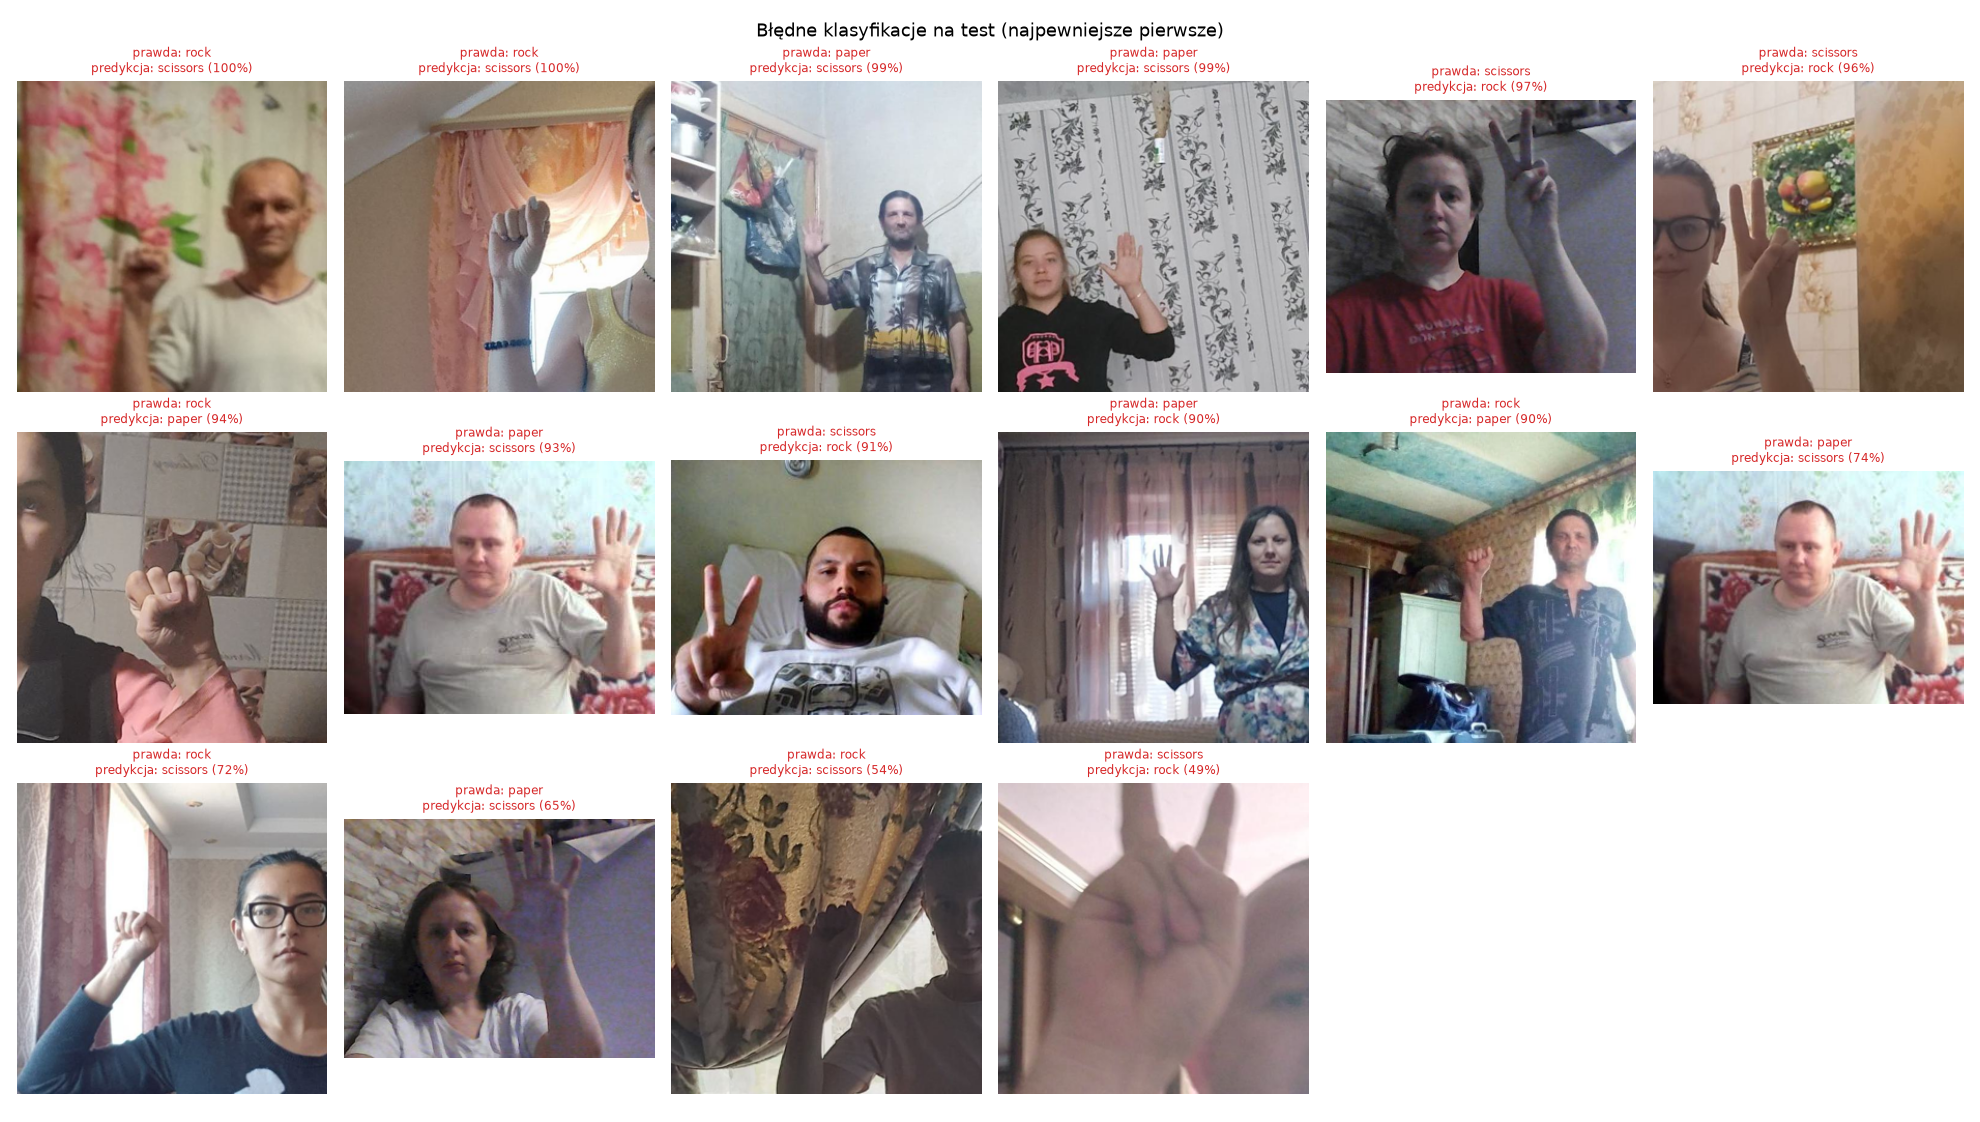 Błędne klasyfikacje na test (najpewniejsze pierwsze)
prawda: rock
predykcja: scissors (100%)
prawda: rock
predykcja: scissors (100%)
prawda: paper
predykcja: scissors (99%)
prawda: paper
predykcja: scissors (99%)
prawda: scissors
predykcja: rock (97%)
prawda: scissors
predykcja: rock (96%)
prawda: rock
predykcja: paper (94%)
prawda: paper
predykcja: scissors (93%)
prawda: scissors
predykcja: rock (91%)
prawda: paper
predykcja: rock (90%)
prawda: rock
predykcja: paper (90%)
prawda: paper
predykcja: scissors (74%)
prawda: rock
predykcja: scissors (72%)
prawda: paper
predykcja: scissors (65%)
prawda: rock
predykcja: scissors (54%)
prawda: scissors
predykcja: rock (49%)